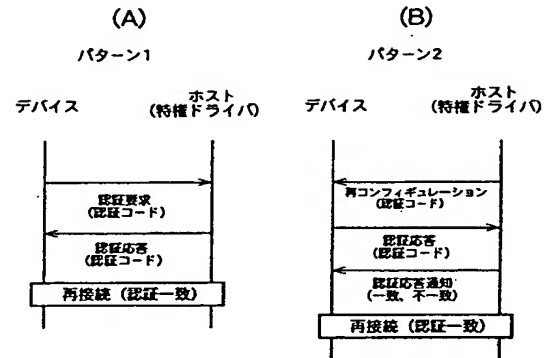 (A)
パターン1
デバイス
ホスト
(特権ドライバ)
認証要求
(認証コード)
認証応答
(認証コード)
再接続 (認証一致)
(B)
パターン2
デバイス
ホスト
(特権ドライバ)
再コンフィギュレーション
(認証コード)
認証応答
(認証コード)
認証応答通知
(一致、不一致)
再接続 (認証一致)